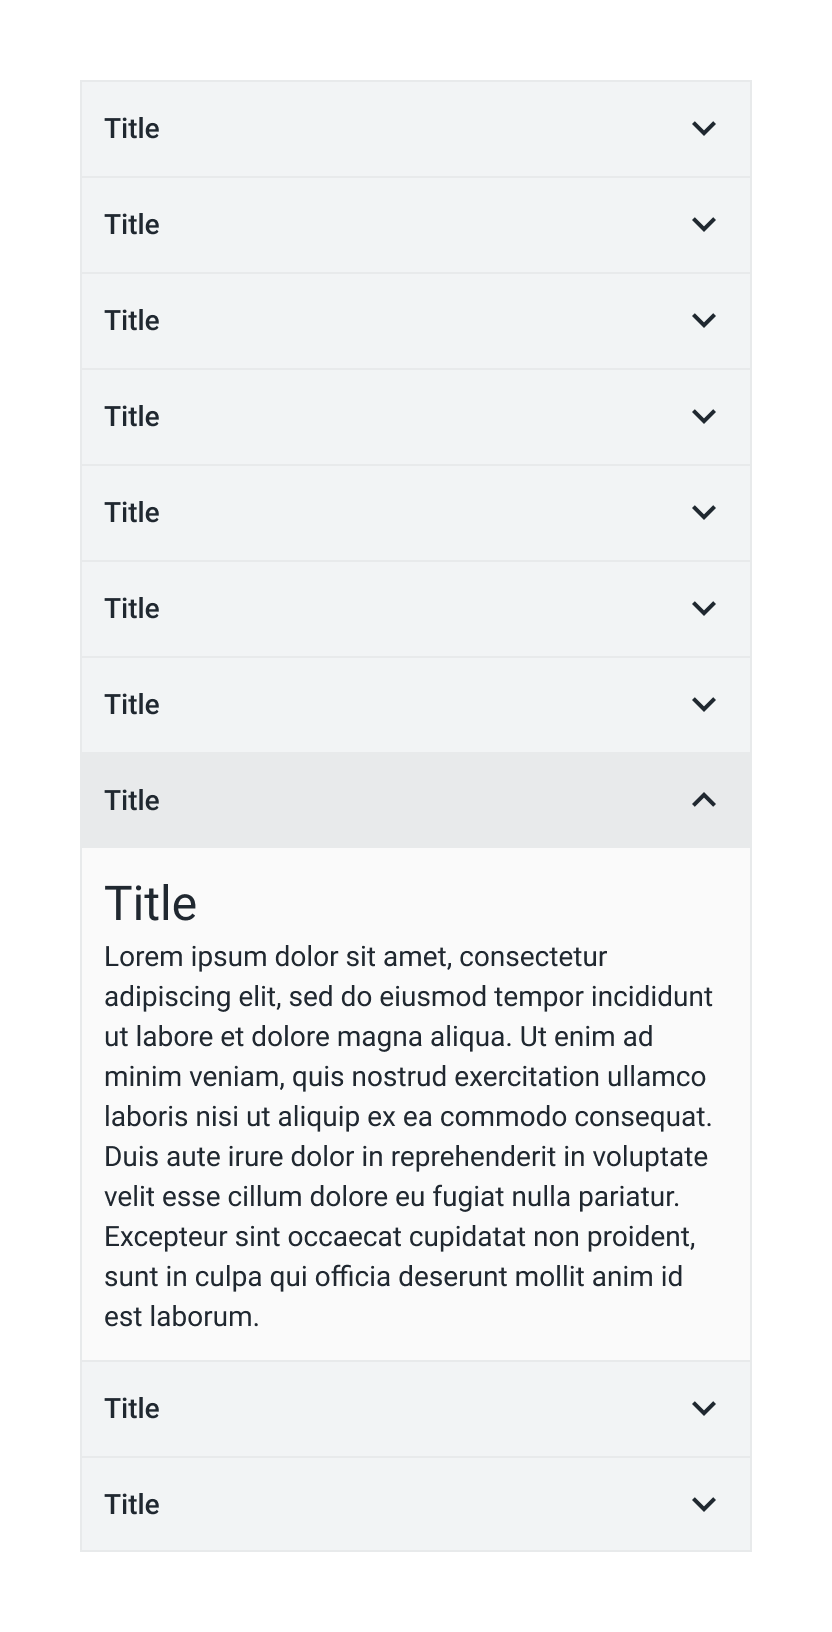 Title
Title
Title
Title
Title
Title
Title
Title
Title
Lorem ipsum dolor sit amet, consectetur
adipiscing elit, sed do eiusmod tempor incididunt
ut labore et dolore magna aliqua. Ut enim ad
minim veniam, quis nostrud exercitation ullamco
laboris nisi ut aliquip ex ea commodo consequat.
Duis aute irure dolor in reprehenderit in voluptate
velit esse cillum dolore eu fugiat nulla pariatur.
Excepteur sint occaecat cupidatat non proident,
sunt in culpa qui officia deserunt mollit anim id
est laborum.
Title
Title